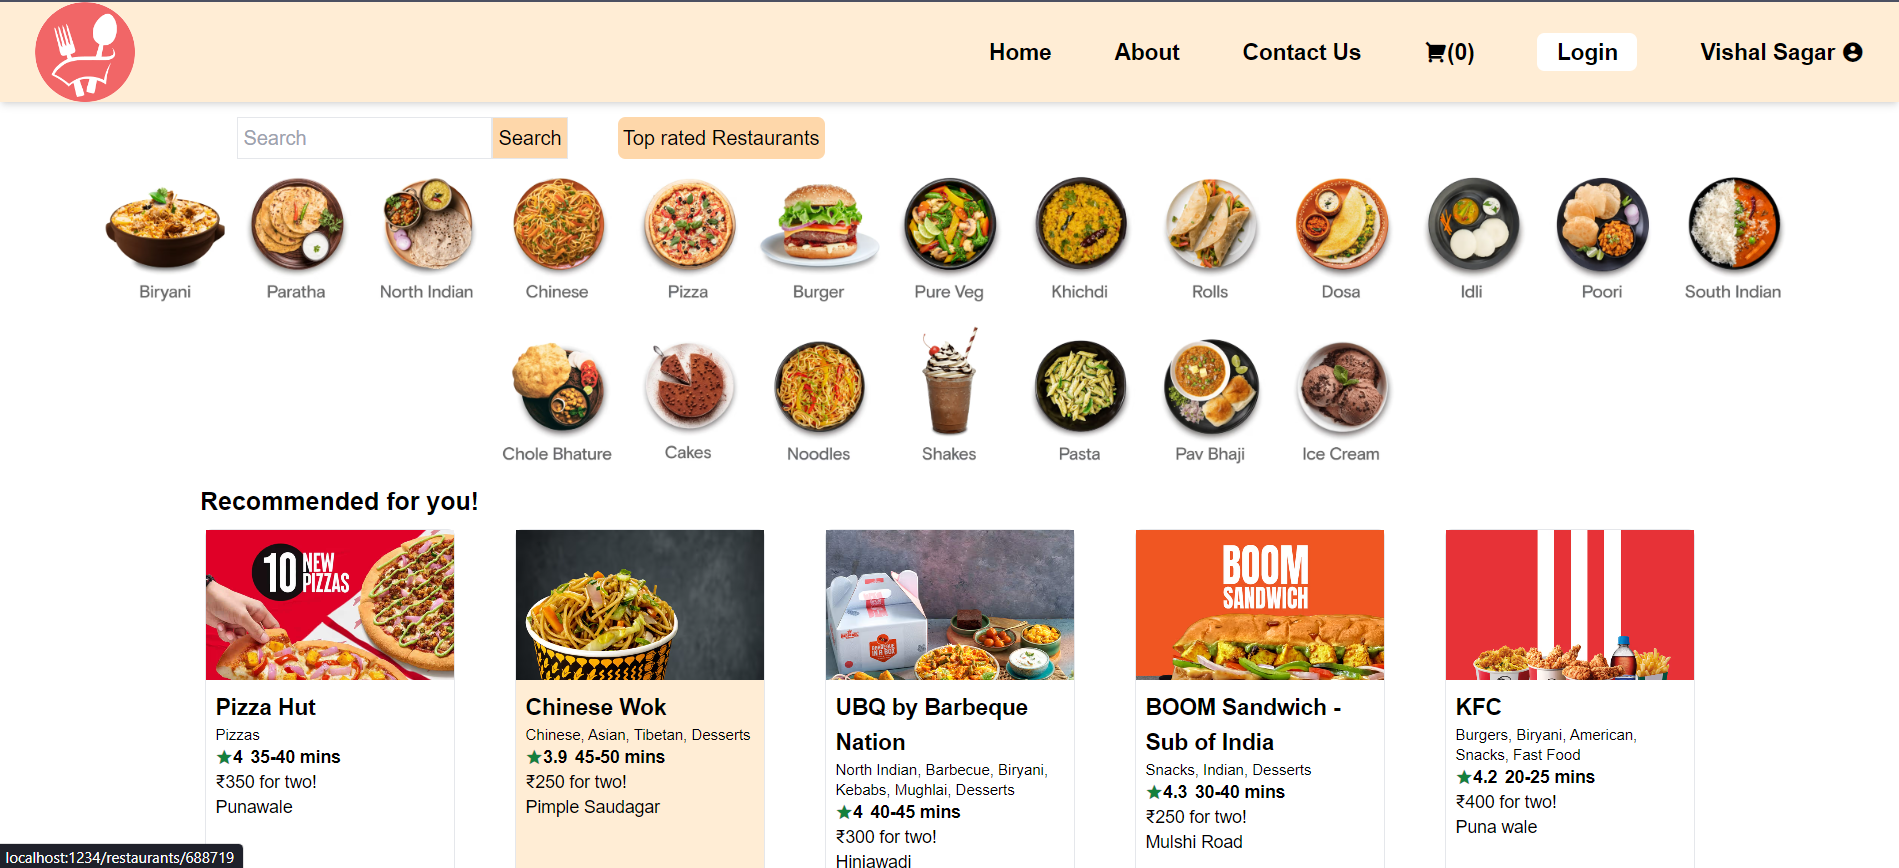 Home About Contact Us (0) Login Vishal Sagar
Search Search Top rated Restaurants
Biryani Paratha North Indian Chinese Pizza Burger Pure Veg Khichdi Rolls Dosa Idli Poori South Indian
Chole Bhature Cakes Noodles Shakes Pasta Pav Bhaji Ice Cream
Recommended for you!
10 NEW
PIZZAS
Pizza Hut
Pizzas
4 35-40 mins
₹350 for two!
Punawale
Chinese Wok
Chinese, Asian, Tibetan, Desserts
3.9 45-50 mins
₹250 for two!
Pimple Saudagar
UBQ by Barbeque
Nation
North Indian, Barbecue, Biryani,
Kebabs, Mughlai, Desserts
4 40-45 mins
₹300 for two!
Hinjawadi
BOOM
SANDWICH
BOOM Sandwich -
Sub of India
Snacks, Indian, Desserts
4.3 30-40 mins
₹250 for two!
Mulshi Road
KFC
Burgers, Biryani, American,
Snacks, Fast Food
4.2 20-25 mins
₹400 for two!
Puna wale
localhost:1234/restaurants/688719